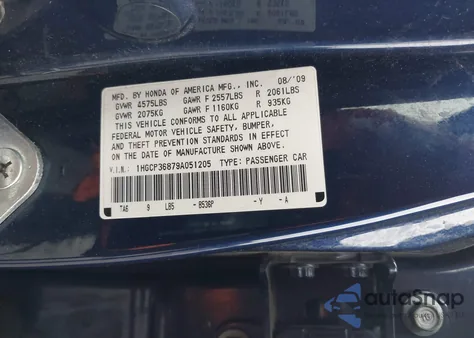 MFD. BY HONDA OF AMERICA MFG., INC. 08/'09
GVWR 4575LBS GAWR F 2557LBS R 2061LBS
GVWR 2075KG GAWR F 1160KG R 935KG
THIS VEHICLE CONFORMS TO ALL APPLICABLE
FEDERAL MOTOR VEHICLE SAFETY, BUMPER,
AND THEFT PREVENTION STANDARDS IN EFFECT
ON THE DATE OF MANUFACTURE SHOWN ABOVE.
V.I.N.: 1HGCP36879A051205 TYPE: PASSENGER CAR
TA6 9 LBS - B536P - Y - A
autoSnap